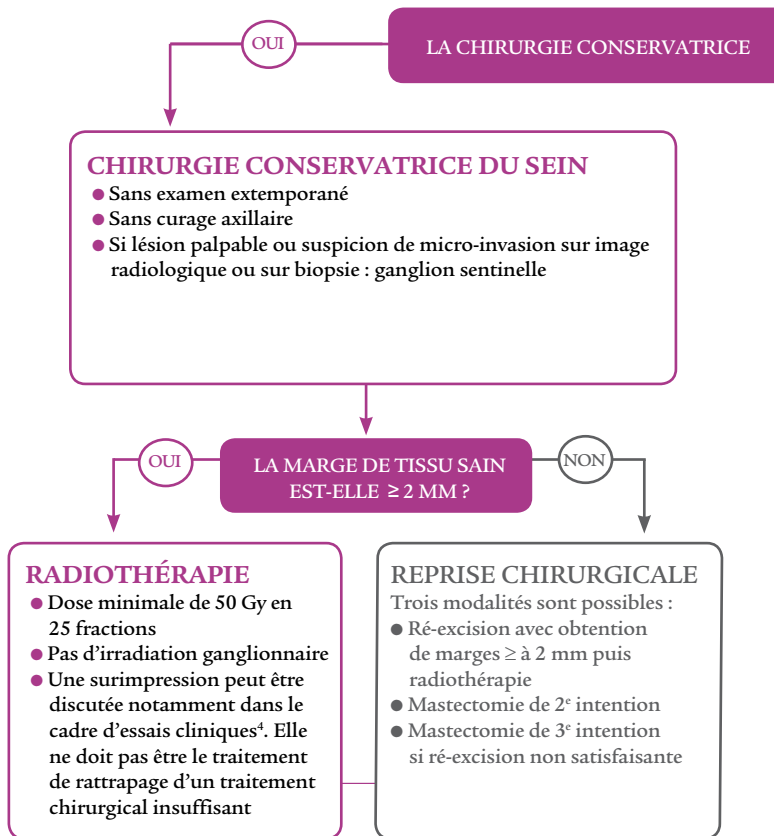 OUI
LA CHIRURGIE CONSERVATRICE
CHIRURGIE CONSERVATRICE DU SEIN
● Sans examen extemporané
● Sans curage axillaire
● Si lésion palpable ou suspicion de micro-invasion sur image
radiologique ou sur biopsie : ganglion sentinelle
OUI
LA MARGE DE TISSU SAIN
EST-ELLE ≥ 2 MM ?
NON
RADIOTHÉRAPIE
● Dose minimale de 50 Gy en
25 fractions
● Pas d'irradiation ganglionnaire
● Une surimpression peut être
discutée notamment dans le
cadre d'essais cliniques⁴. Elle
ne doit pas être le traitement
de rattrapage d'un traitement
chirurgical insuffisant
REPRISE CHIRURGICALE
Trois modalités sont possibles :
● Ré-excision avec obtention
de marges ≥ à 2 mm puis
radiothérapie
● Mastectomie de 2ᵉ intention
● Mastectomie de 3ᵉ intention
si ré-excision non satisfaisante